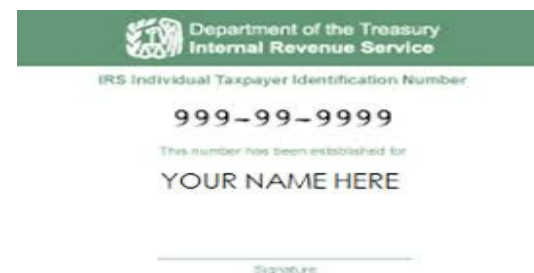 Department of the Treasury
Internal Revenue Service
IRS Individual Taxpayer Identification Number
999-99-9999
This number has been established for
YOUR NAME HERE
Signature